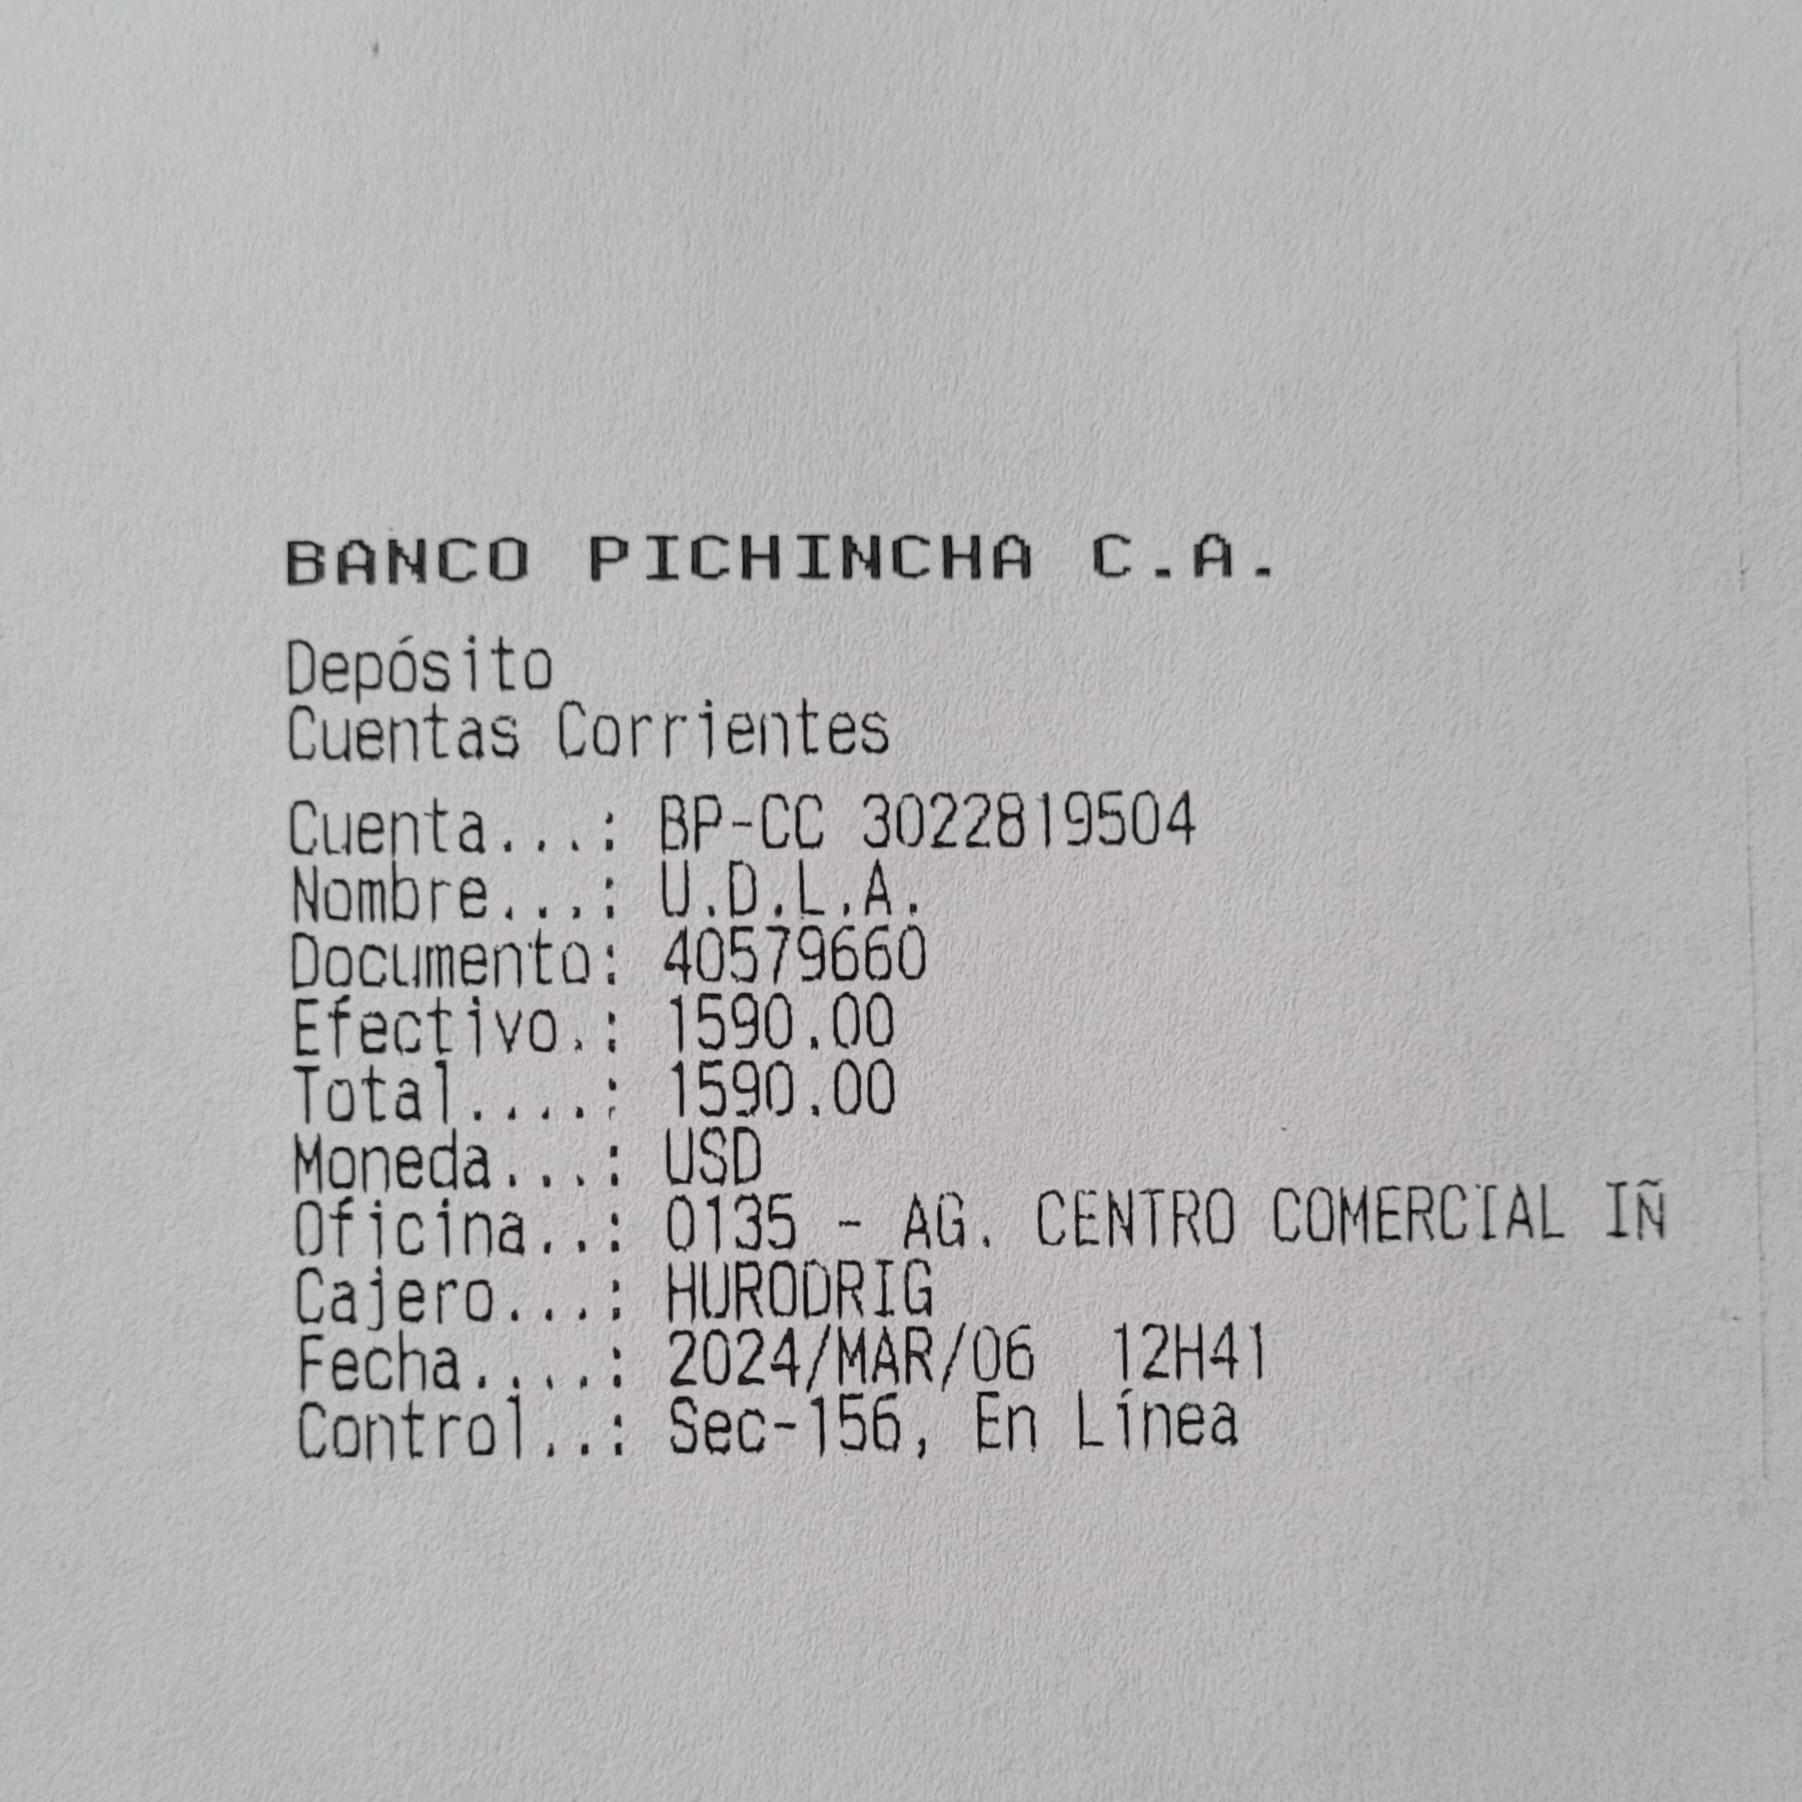 BANCO PICHINCHA C.A.
Depósito
Cuentas Corrientes
Cuenta...: BP-CC 3022819504
Nombre...: U.D.L.A.
Documento: 40579660
Efectivo.: 1590.00
Total....: 1590.00
Moneda...: USD
Oficina..: 0135 - AG. CENTRO COMERCIAL IÑ
Cajero...: HURODRIG
Fecha....: 2024/MAR/06  12H41
Control..: Sec-156, En Línea